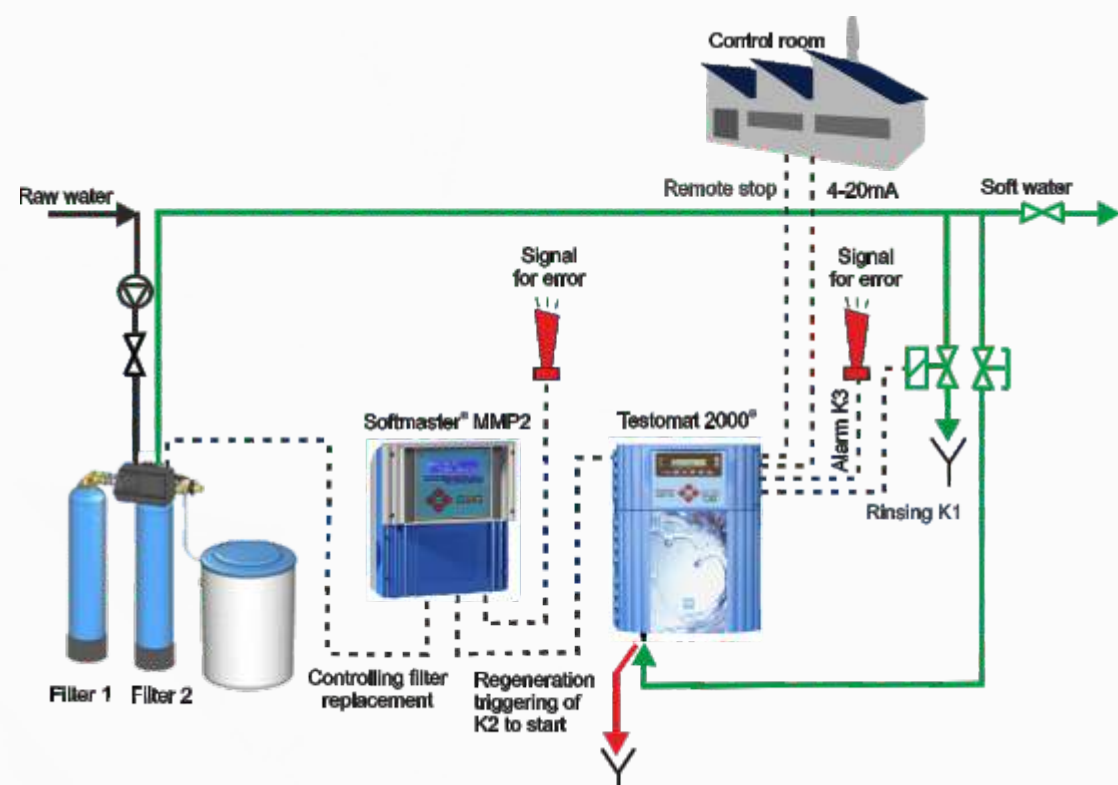 Control room
Raw water
Remote stop
4-20mA
Soft water
Signal
for error
Signal
for error
Softmaster® MMP2
Testomat 2000®
Alarm K3
Rinsing K1
Filter 1
Filter 2
Controlling filter
replacement
Regeneration
triggering of
K2 to start